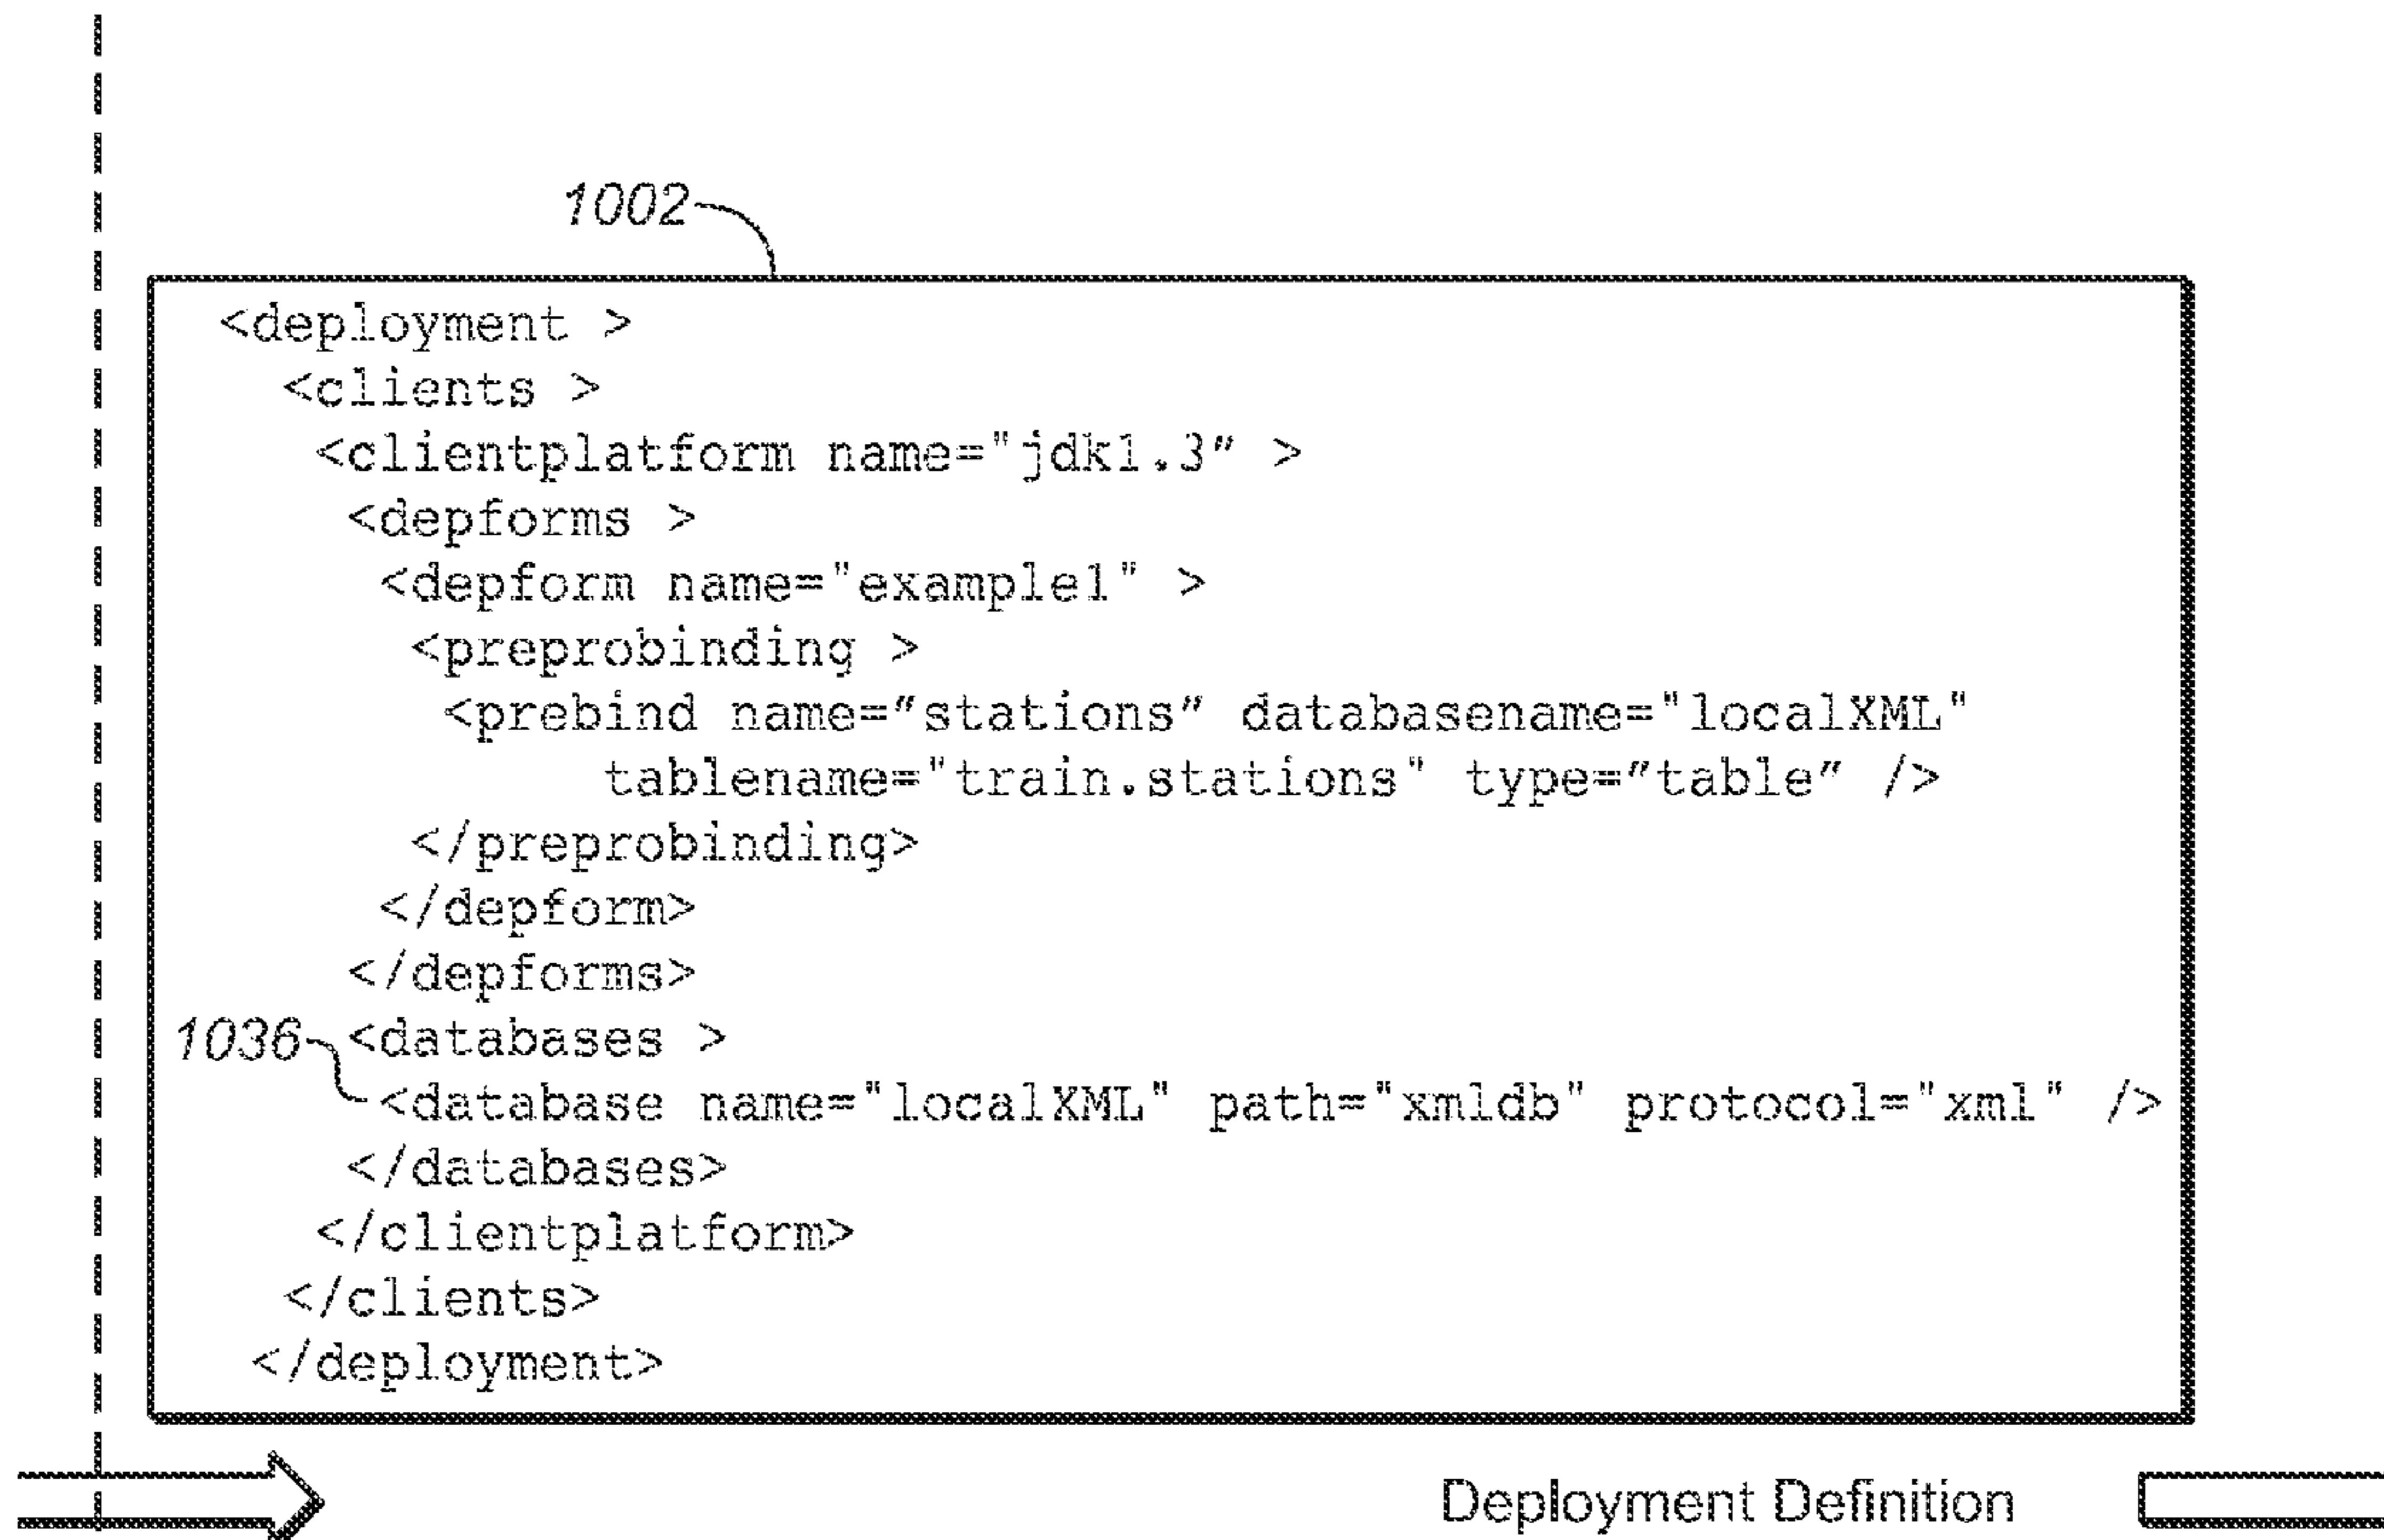 1002
<deployment >
<clients >
<clientplatform name="jdk1.3" >
<depforms >
<depform name="example1" >
<preprobinding >
<prebind name="stations" databasename="localXML"
tablename="train.stations" type="table" />
</preprobinding>
</depform>
</depforms>
1036 <databases >
<database name="localXML" path="xmldb" protocol="xml" />
</databases>
</clientplatform>
</clients>
</deployment>
Deployment Definition